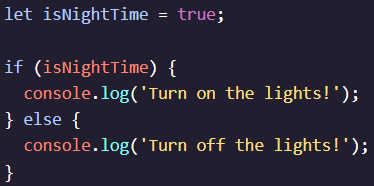 let isNightTime = true;

if (isNightTime) {
  console.log('Turn on the lights!');
} else {
  console.log('Turn off the lights!');
}